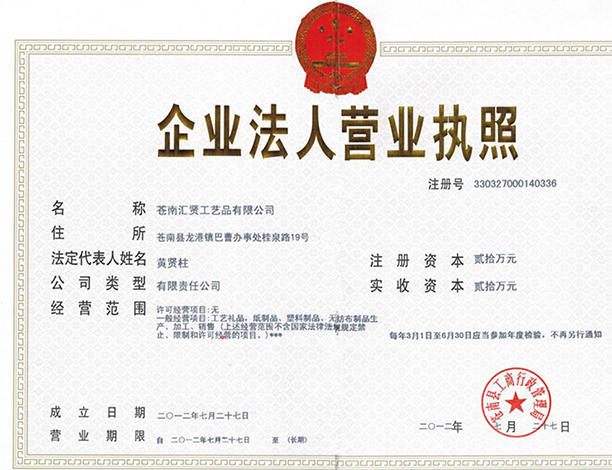 企业法人营业执照
注册号 330327000140336
名称 苍南汇贤工艺品有限公司
住所 苍南县龙港镇巴曹办事处桂泉路19号
法定代表人姓名 黄贤柱
注册资本 贰拾万元
公司类型 有限责任公司
实收资本 贰拾万元
经营范围 许可经营项目:无
一般经营项目:工艺礼品,纸制品、塑料制品、无纺布制品生
产、加工、销售(上述经营范围不含国家法律法规规定禁
止、限制和许可经营的项目。)***
每年3月1日至6月30日应当参加年度检验,不再另行通知
苍南县工商行政管理局
成立日期 二〇一二年七月二十七日
二〇一二年 七月 二十七日
营业期限 自 二〇一二年七月二十七日 至 (长期)